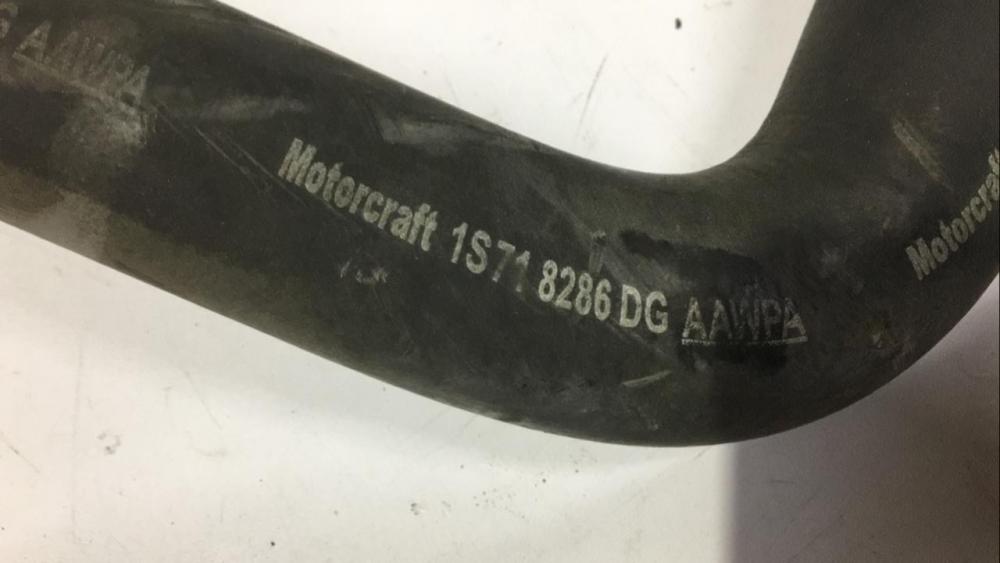 AAWPA
Motorcraft 1S71 8286 DG AAWPA
Motorcraft